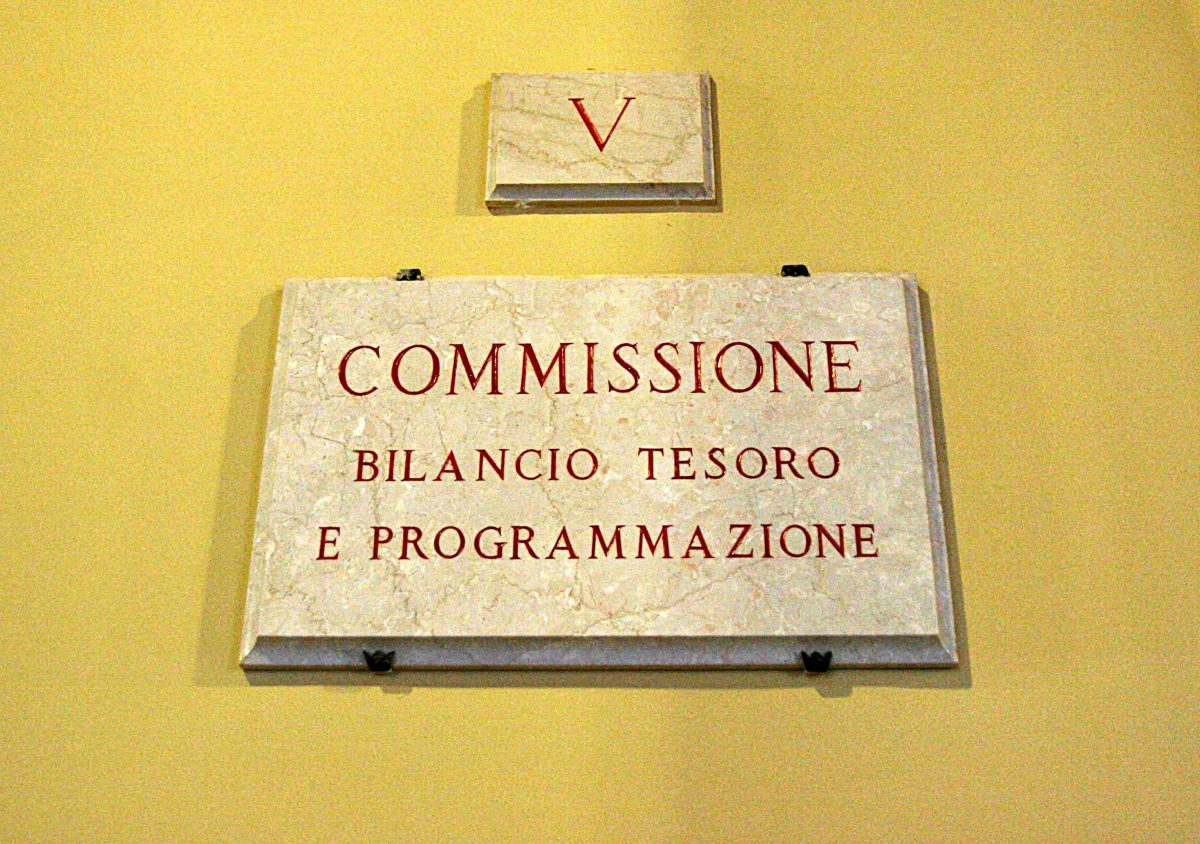 V
COMMISSIONE
BILANCIO TESORO
E PROGRAMMAZIONE